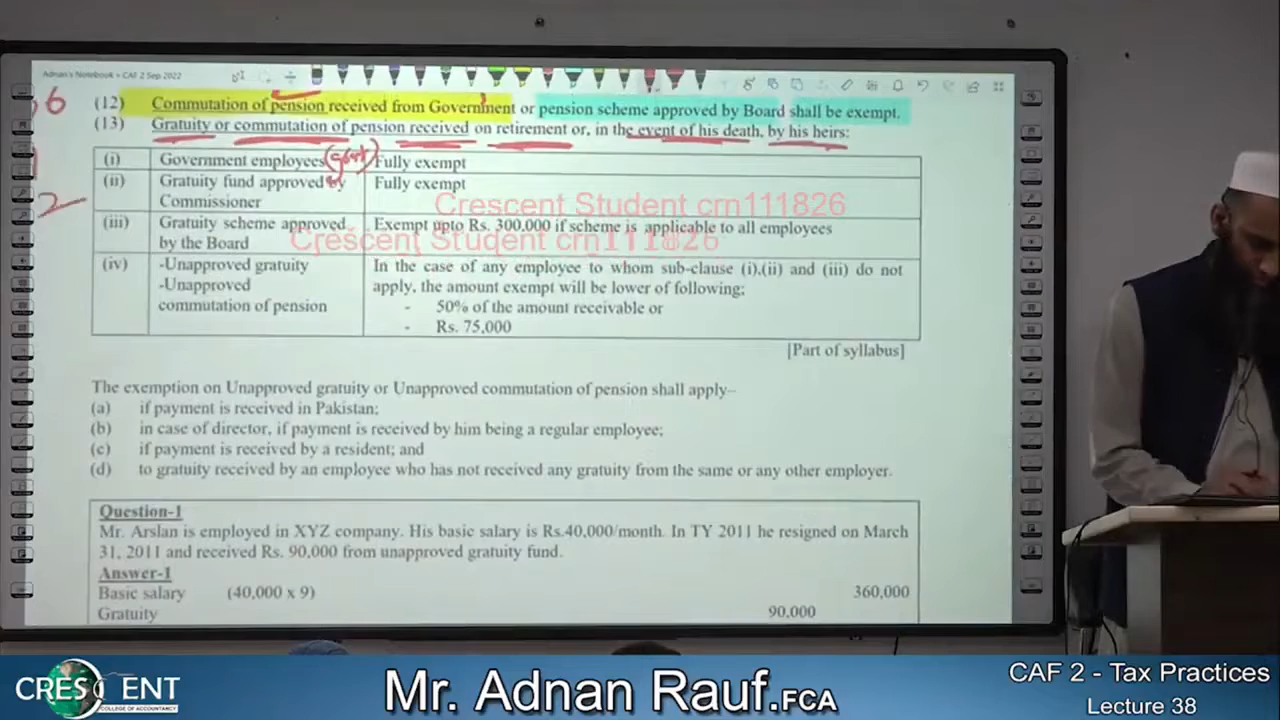 Adnan's Notebook » CAF 2 Sep 2022
(12) Commutation of pension received from Government or pension scheme approved by Board shall be exempt.
(13) Gratuity or commutation of pension received on retirement or, in the event of his death, by his heirs:
(i) Government employees (govt) Fully exempt
(ii) Gratuity fund approved by Commissioner Fully exempt
Crescent Student crn111826
(iii) Gratuity scheme approved by the Board Exempt upto Rs. 300,000 if scheme is applicable to all employees
Crescent Student crn111826
(iv) -Unapproved gratuity
-Unapproved
commutation of pension
In the case of any employee to whom sub-clause (i),(ii) and (iii) do not
apply, the amount exempt will be lower of following;
- 50% of the amount receivable or
- Rs. 75,000
[Part of syllabus]
The exemption on Unapproved gratuity or Unapproved commutation of pension shall apply–
(a) if payment is received in Pakistan;
(b) in case of director, if payment is received by him being a regular employee;
(c) if payment is received by a resident; and
(d) to gratuity received by an employee who has not received any gratuity from the same or any other employer.
Question-1
Mr. Arslan is employed in XYZ company. His basic salary is Rs.40,000/month. In TY 2011 he resigned on March
31, 2011 and received Rs. 90,000 from unapproved gratuity fund.
Answer-1
Basic salary (40,000 x 9) 360,000
Gratuity 90,000
CRESCENT
COLLEGE OF ACCOUNTANCY
Mr. Adnan Rauf.FCA
CAF 2 - Tax Practices
Lecture 38